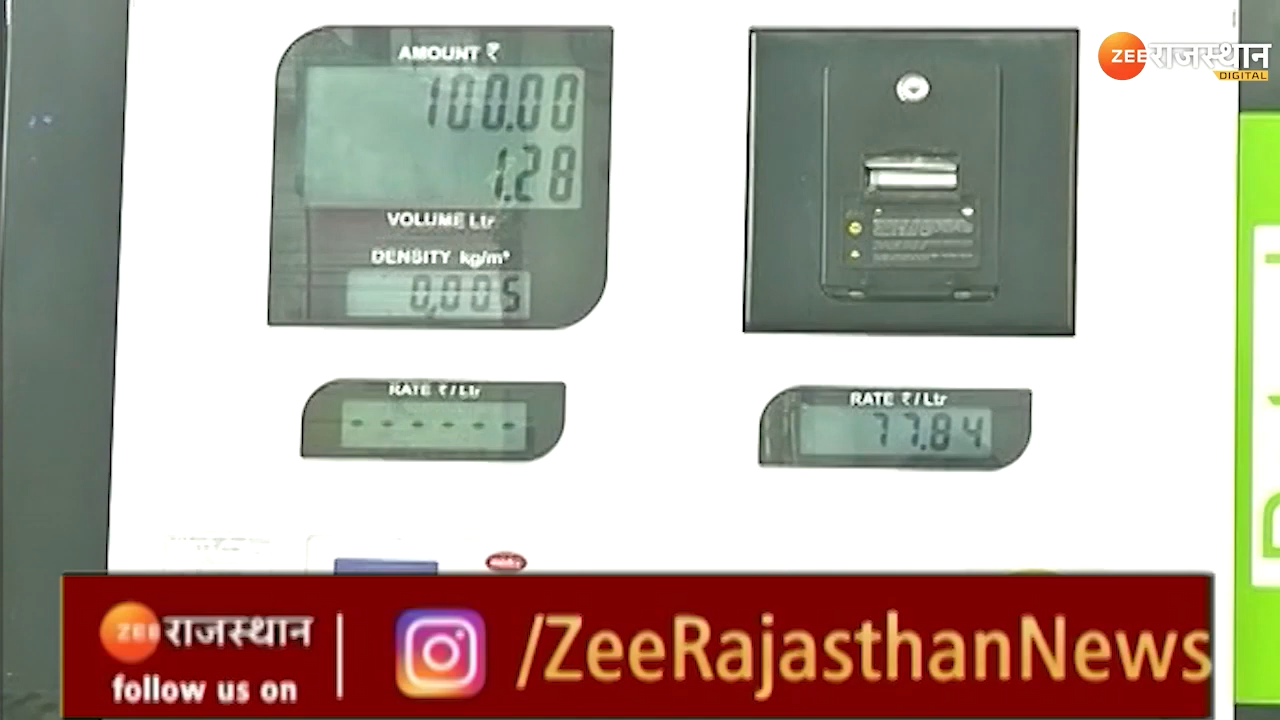 ZEE राजस्थान
DIGITAL
AMOUNT ₹
100.00
1.28
VOLUME Ltr
DENSITY kg/m³
0,005
RATE ₹/Ltr
------
RATE ₹/Ltr
77.84
ZEE राजस्थान
follow us on
/ZeeRajasthanNews